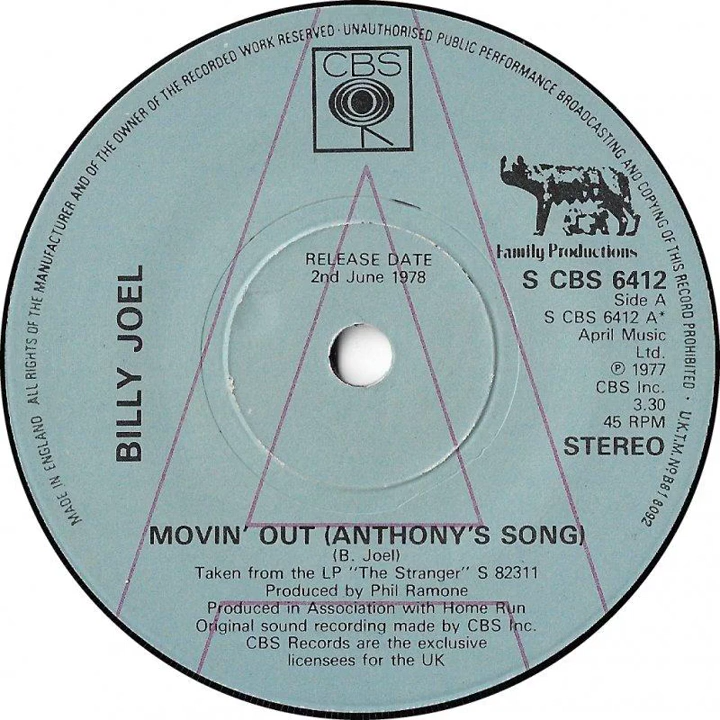 MADE IN ENGLAND ALL RIGHTS OF THE MANUFACTURER AND OF THE OWNER OF THE RECORDED WORK RESERVED · UNAUTHORISED PUBLIC PERFORMANCE BROADCASTING AND COPYING OF THIS RECORD PROHIBITED · U.K.T.M.Nº B818092
CBS
A
Family Productions
RELEASE DATE
2nd June 1978
BILLY JOEL
S CBS 6412
Side A
S CBS 6412 A*
April Music
Ltd.
℗ 1977
CBS Inc.
3.30
45 RPM
STEREO
MOVIN' OUT (ANTHONY'S SONG)
(B. Joel)
Taken from the LP "The Stranger" S 82311
Produced by Phil Ramone
Produced in Association with Home Run
Original sound recording made by CBS Inc.
CBS Records are the exclusive
licensees for the UK